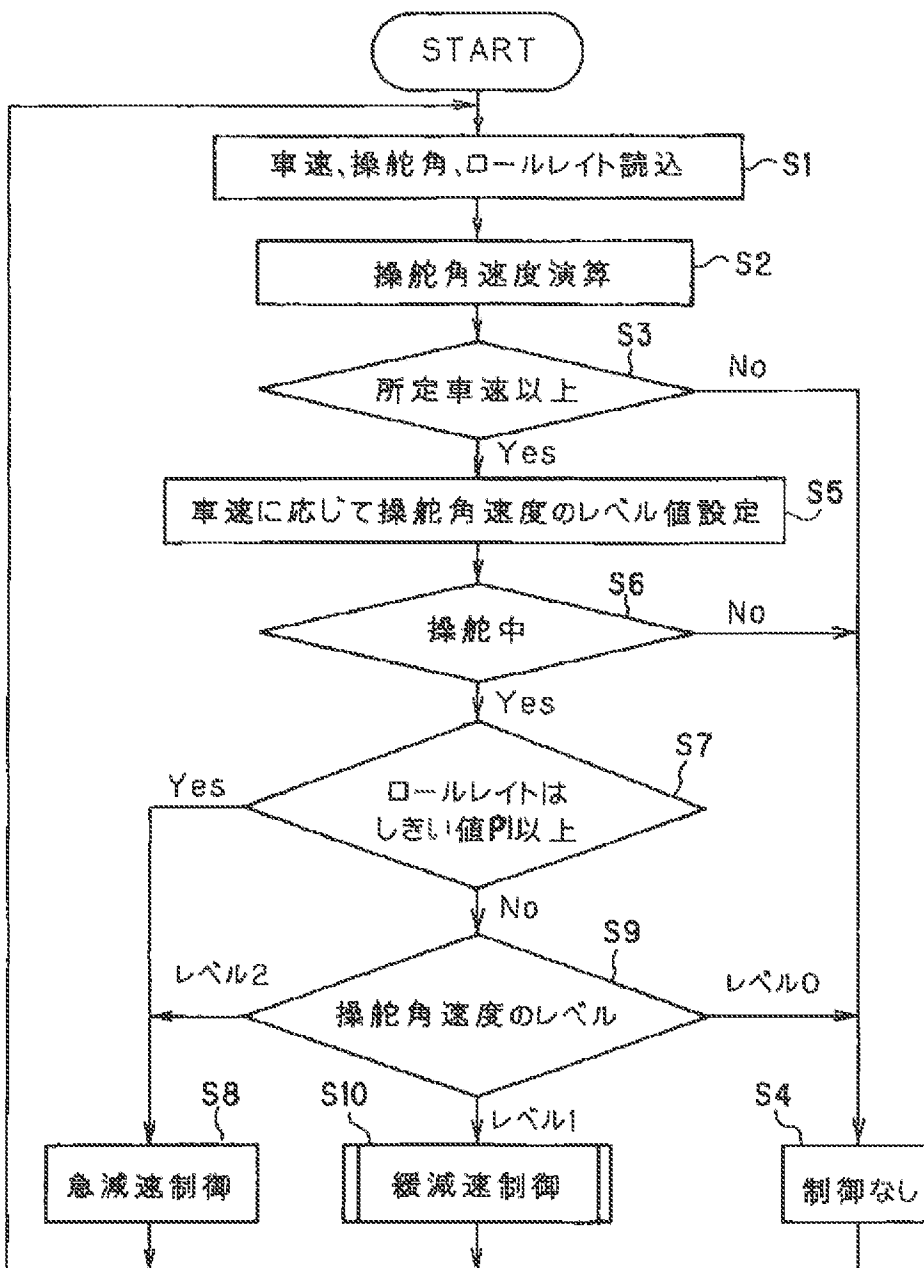 START
車速、操舵角、ロールレイト読込
S1
操舵角速度演算
S2
S3
所定車速以上
No
Yes
車速に応じて操舵角速度のレベル値設定
S5
S6
操舵中
No
Yes
S7
Yes
ロールレイトは
しきい値P1以上
No
S9
レベル2
操舵角速度のレベル
レベル0
S8
S10
レベル1
S4
急減速制御
緩減速制御
制御なし